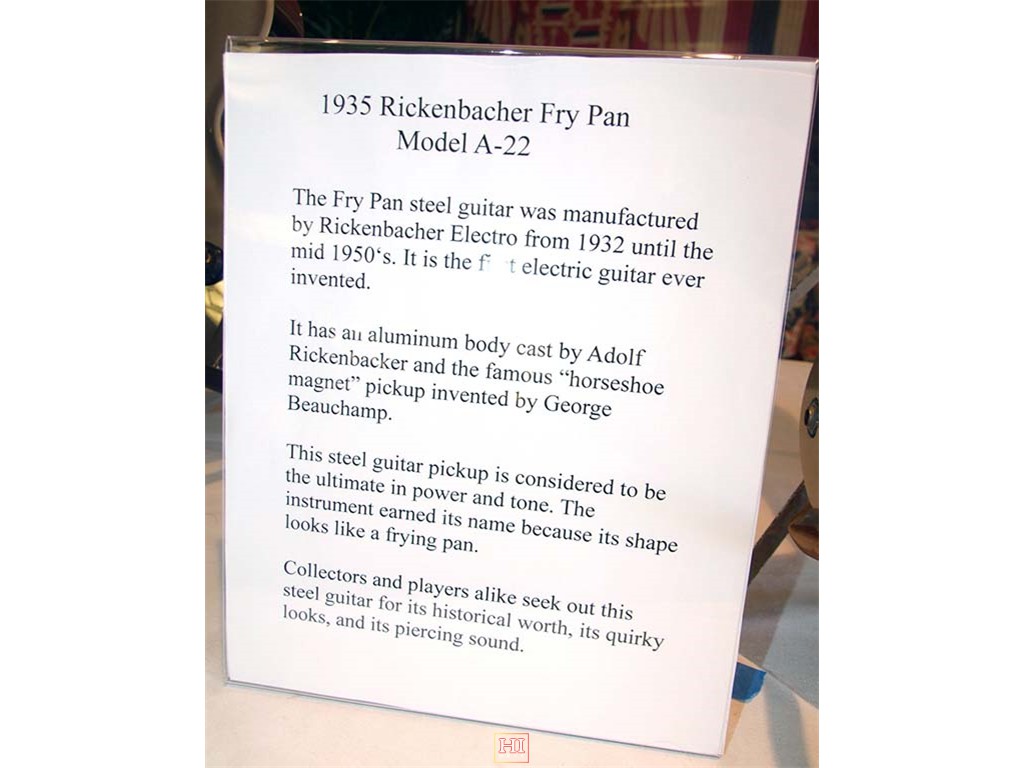 1935 Rickenbacher Fry Pan
Model A-22
The Fry Pan steel guitar was manufactured
by Rickenbacher Electro from 1932 until the
mid 1950‘s. It is the electric guitar ever
invented.
It has an aluminum body cast by Adolf
Rickenbacker and the famous “horseshoe
magnet” pickup invented by George
Beauchamp.
This steel guitar pickup is considered to be
the ultimate in power and tone. The
instrument earned its name because its shape
looks like a frying pan.
Collectors and players alike seek out this
steel guitar for its historical worth, its quirky
looks, and its piercing sound.
HI